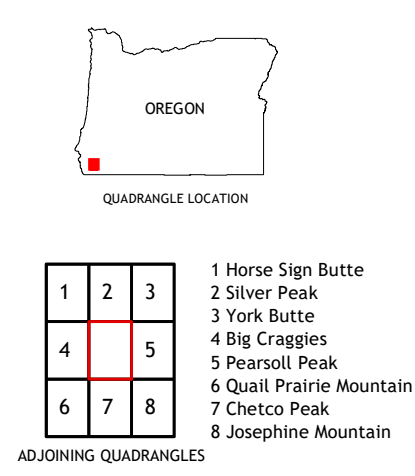 OREGON
QUADRANGLE LOCATION
1 2 3
4 5
6 7 8
ADJOINING QUADRANGLES
1 Horse Sign Butte
2 Silver Peak
3 York Butte
4 Big Craggies
5 Pearsoll Peak
6 Quail Prairie Mountain
7 Chetco Peak
8 Josephine Mountain